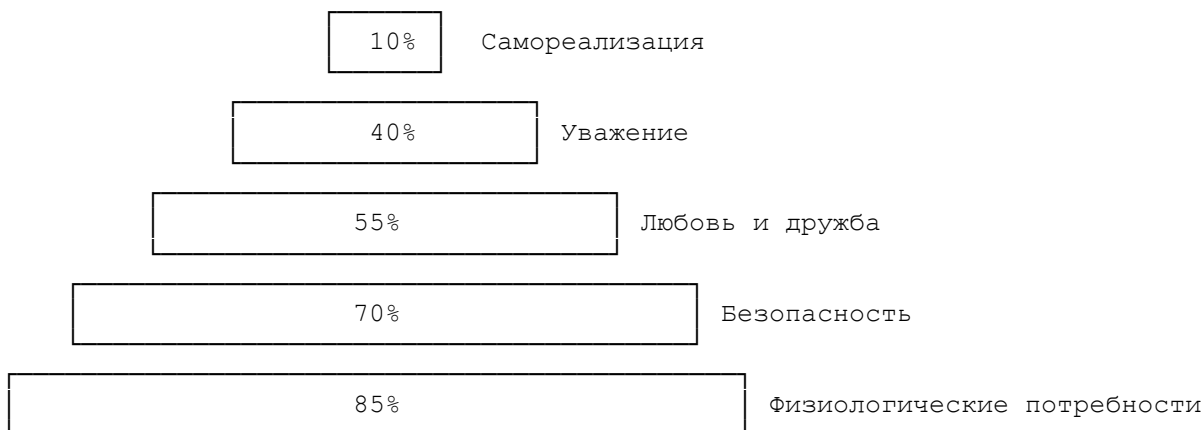 10% Самореализация
40% Уважение
55% Любовь и дружба
70% Безопасность
85% Физиологические потребности